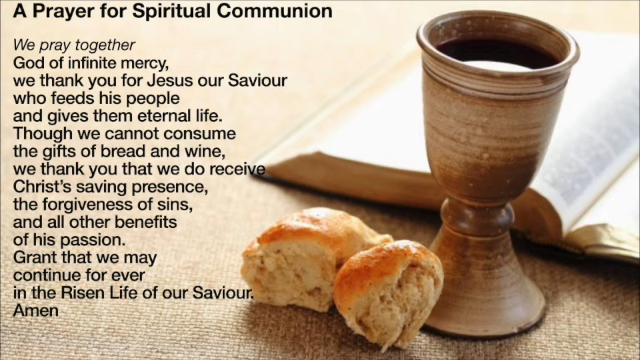 A Prayer for Spiritual Communion
We pray together
God of infinite mercy,
we thank you for Jesus our Saviour
who feeds his people
and gives them eternal life.
Though we cannot consume
the gifts of bread and wine,
we thank you that we do receive
Christ's saving presence,
the forgiveness of sins,
and all other benefits
of his passion.
Grant that we may
continue for ever
in the Risen Life of our Saviour.
Amen